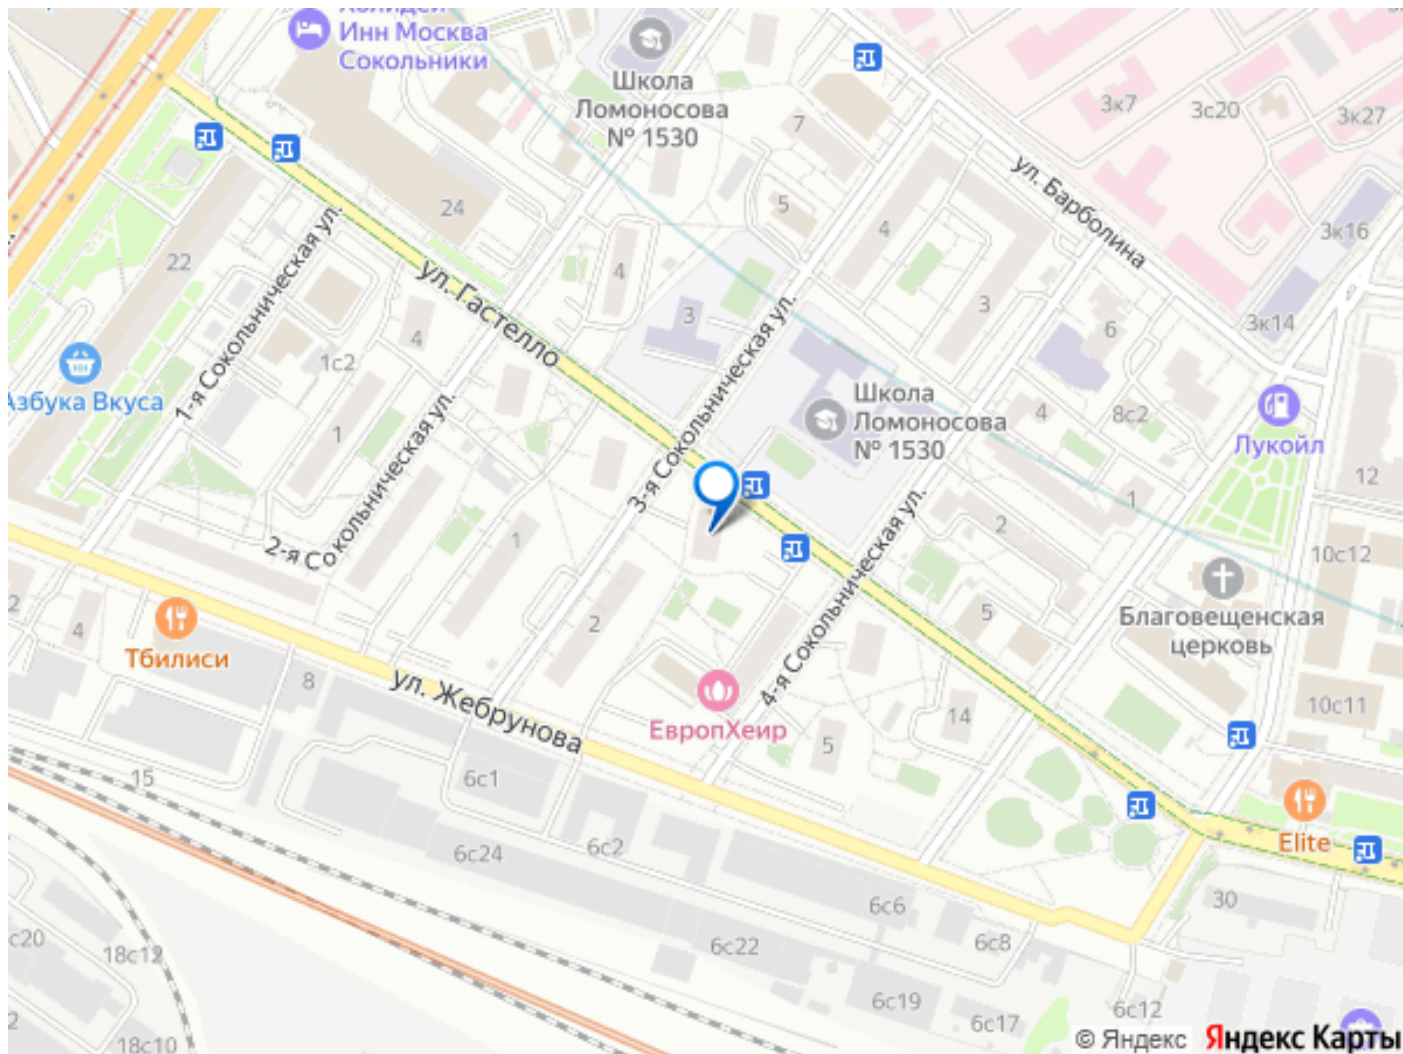 Холидей
Инн Москва
Сокольники
Школа
Ломоносова
№ 1530
3к7
3с20
3к27
7
ул. Барболина
24
5
4
3к16
22
1-я Сокольническая ул.
ул. Гастелло
4
3
3
6
3к14
4
1с2
Азбука Вкуса
3-я Сокольническая ул.
Школа
Ломоносова
№ 1530
4
8с2
Лукойл
1
2-я Сокольническая ул.
12
1
1
2
10с12
4-я Сокольническая ул.
2
4
Тбилиси
2
5
Благовещенская
церковь
8
ул. Жебрунова
ЕвропХеир
14
5
10с11
15
6с1
6с2
6с24
Elite
30
6с6
6с8
6с22
18с12
с20
6с19
6с17
6с12
2
18с10
© Яндекс Яндекс Карты